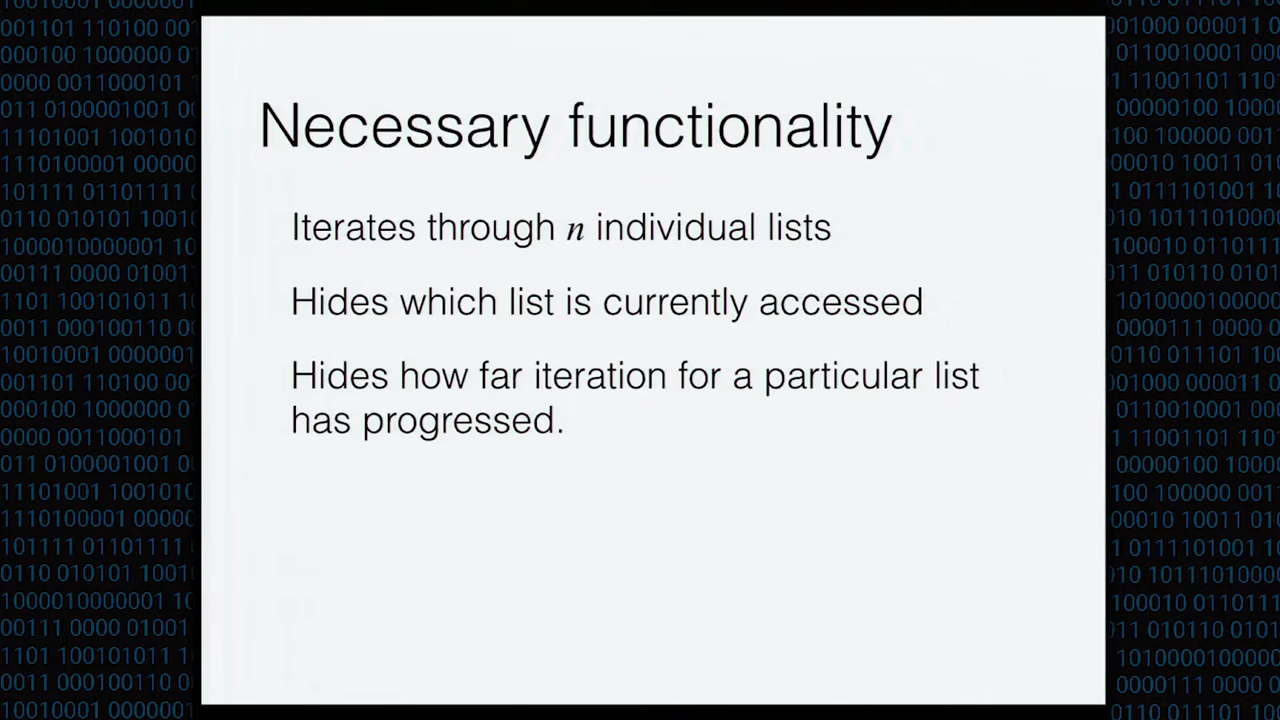 Necessary functionality
Iterates through n individual lists
Hides which list is currently accessed
Hides how far iteration for a particular list
has progressed.